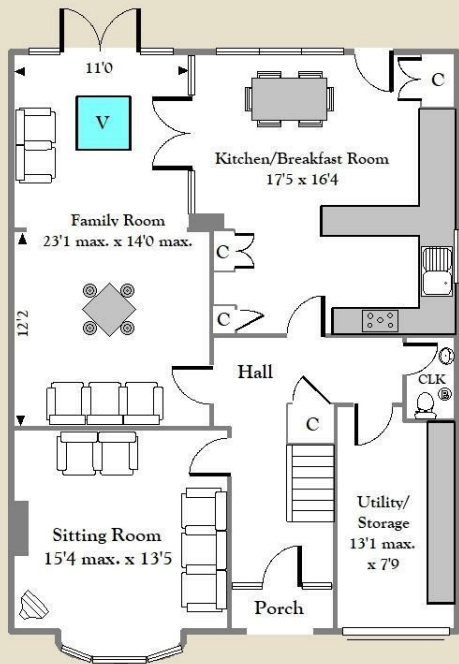 11'0
V
C
Kitchen/Breakfast Room
17'5 x 16'4
Family Room
23'1 max. x 14'0 max.
C
12'2
C
Hall
CLK
C
Sitting Room
15'4 max. x 13'5
Utility/
Storage
13'1 max.
x 7'9
Porch